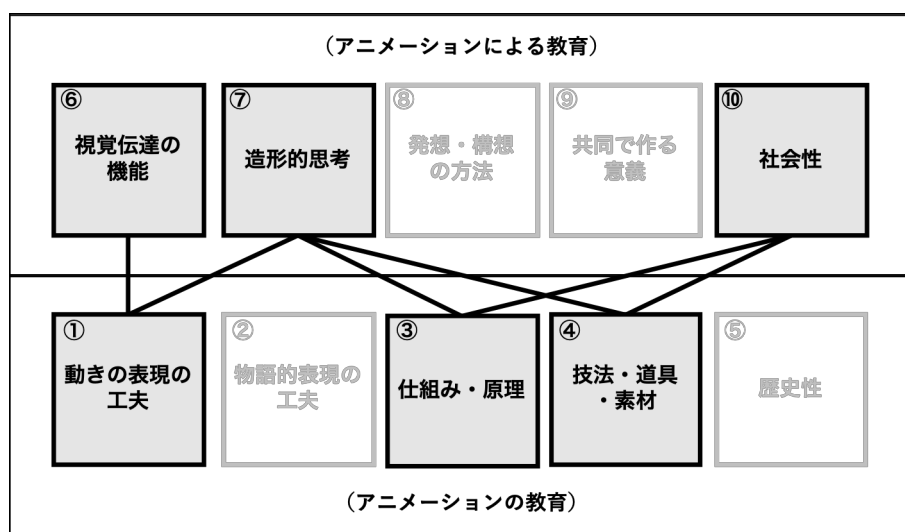 （アニメーションによる教育）
⑥
視覚伝達の
機能
⑦
造形的思考
⑧
発想・構想
の方法
⑨
共同で作る
意義
⑩
社会性
①
動きの表現の
工夫
②
物語的表現の
工夫
③
仕組み・原理
④
技法・道具
・素材
⑤
歴史性
（アニメーションの教育）